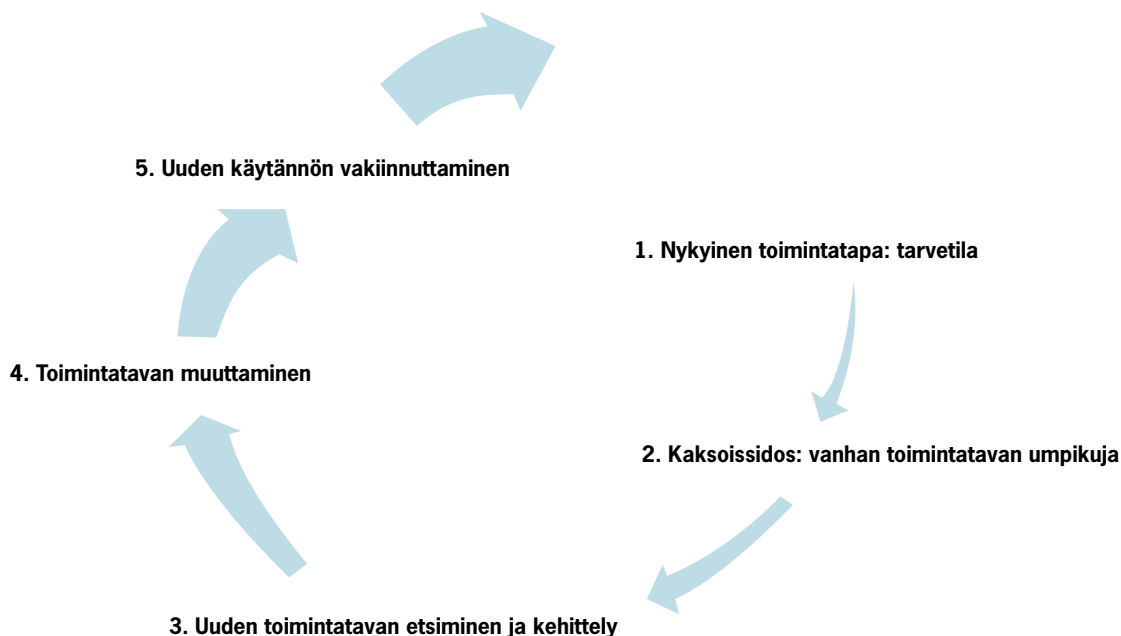 5. Uuden käytännön vakiinnuttaminen
1. Nykyinen toimintatapa: tarvetila
4. Toimintatavan muuttaminen
2. Kaksoissidos: vanhan toimintatavan umpikuja
3. Uuden toimintatavan etsiminen ja kehittely